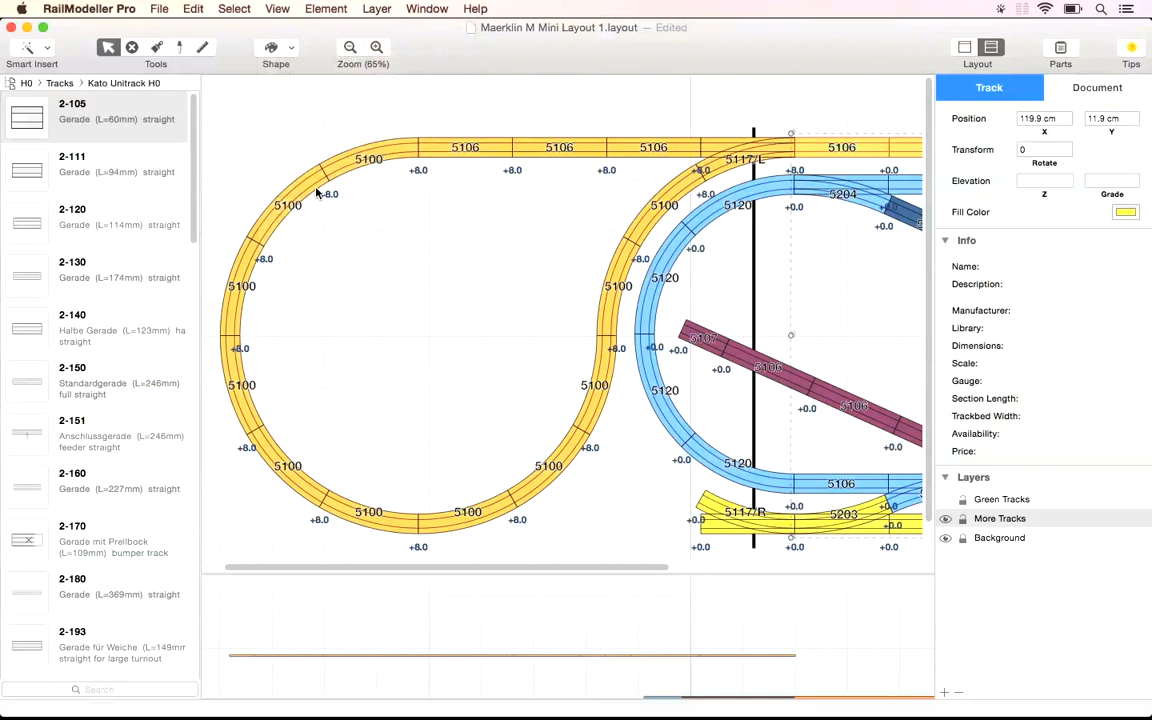 RailModeller Pro File Edit Select View Element Layer Window Help
Maerklin M Mini Layout 1.layout — Edited
Smart Insert Tools Shape Zoom (65%) Layout Parts Tips
H0 Tracks Kato Unitrack H0
2-105
Gerade (L=60mm) straight
2-111
Gerade (L=94mm) straight
2-120
Gerade (L=114mm) straight
2-130
Gerade (L=174mm) straight
2-140
Halbe Gerade (L=123mm) ha
straight
2-150
Standardgerade (L=246mm)
full straight
2-151
Anschlussgerade (L=246mm)
feeder straight
2-160
Gerade (L=227mm) straight
2-170
Gerade mit Prellbock
(L=109mm) bumper track
2-180
Gerade (L=369mm) straight
2-193
Gerade für Weiche (L=149mm
straight for large turnout
Search
5100 5106 5106 5106 5117/L 5106
+8.0 +8.0 +8.0 +8.0 +0.0
+8.0 +8.0 5204
5100 5100 5120 +0.0 +0.0
+0.0
+8.0 +8.0 +0.0
5100 5100 5120
+8.0 +8.0 +0.0 +0.0 5107
+0.0 5106
5100 5100 5120 +0.0 5106
+8.0 +8.0 +0.0 +0.0
5100 5100 5120 5106
5100 5100 5117/R 5203
+8.0 +8.0 +0.0 +0.0 +0.0 +0.0
+8.0 +0.0 +0.0 +0.0
Track Document
Position 119.9 cm 11.9 cm
X Y
Transform 0
Rotate
Elevation
Z Grade
Fill Color
Info
Name:
Description:
Manufacturer:
Library:
Dimensions:
Scale:
Gauge:
Section Length:
Trackbed Width:
Availability:
Price:
Layers
Green Tracks
More Tracks
Background